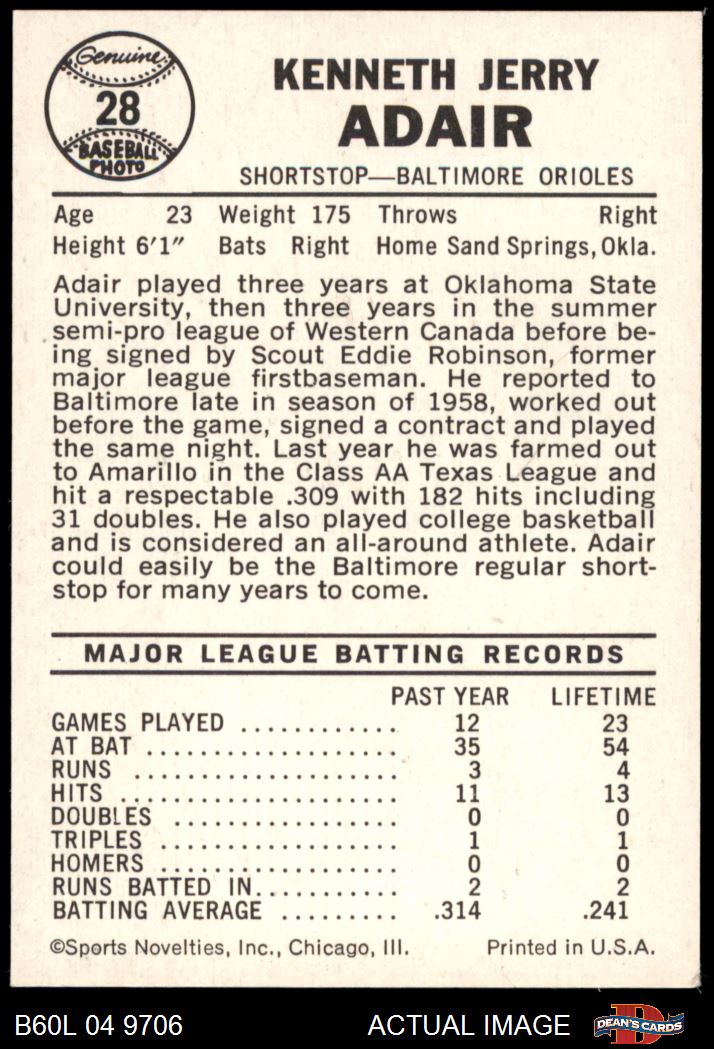 Genuine
28
BASEBALL
PHOTO
KENNETH JERRY
ADAIR
SHORTSTOP—BALTIMORE ORIOLES
Age 23 Weight 175 Throws Right
Height 6'1" Bats Right Home Sand Springs, Okla.
Adair played three years at Oklahoma State
University, then three years in the summer
semi-pro league of Western Canada before be-
ing signed by Scout Eddie Robinson, former
major league firstbaseman. He reported to
Baltimore late in season of 1958, worked out
before the game, signed a contract and played
the same night. Last year he was farmed out
to Amarillo in the Class AA Texas League and
hit a respectable .309 with 182 hits including
31 doubles. He also played college basketball
and is considered an all-around athlete. Adair
could easily be the Baltimore regular short-
stop for many years to come.
MAJOR LEAGUE BATTING RECORDS
PAST YEAR LIFETIME
GAMES PLAYED ............ 12 23
AT BAT .................... 35 54
RUNS ..................... 3 4
HITS ...................... 11 13
DOUBLES .................. 0 0
TRIPLES ................... 1 1
HOMERS ................... 0 0
RUNS BATTED IN........... 2 2
BATTING AVERAGE ......... .314 .241
©Sports Novelties, Inc., Chicago, Ill. Printed in U.S.A.
B60L 04 9706 ACTUAL IMAGE D DEAN'S CARDS